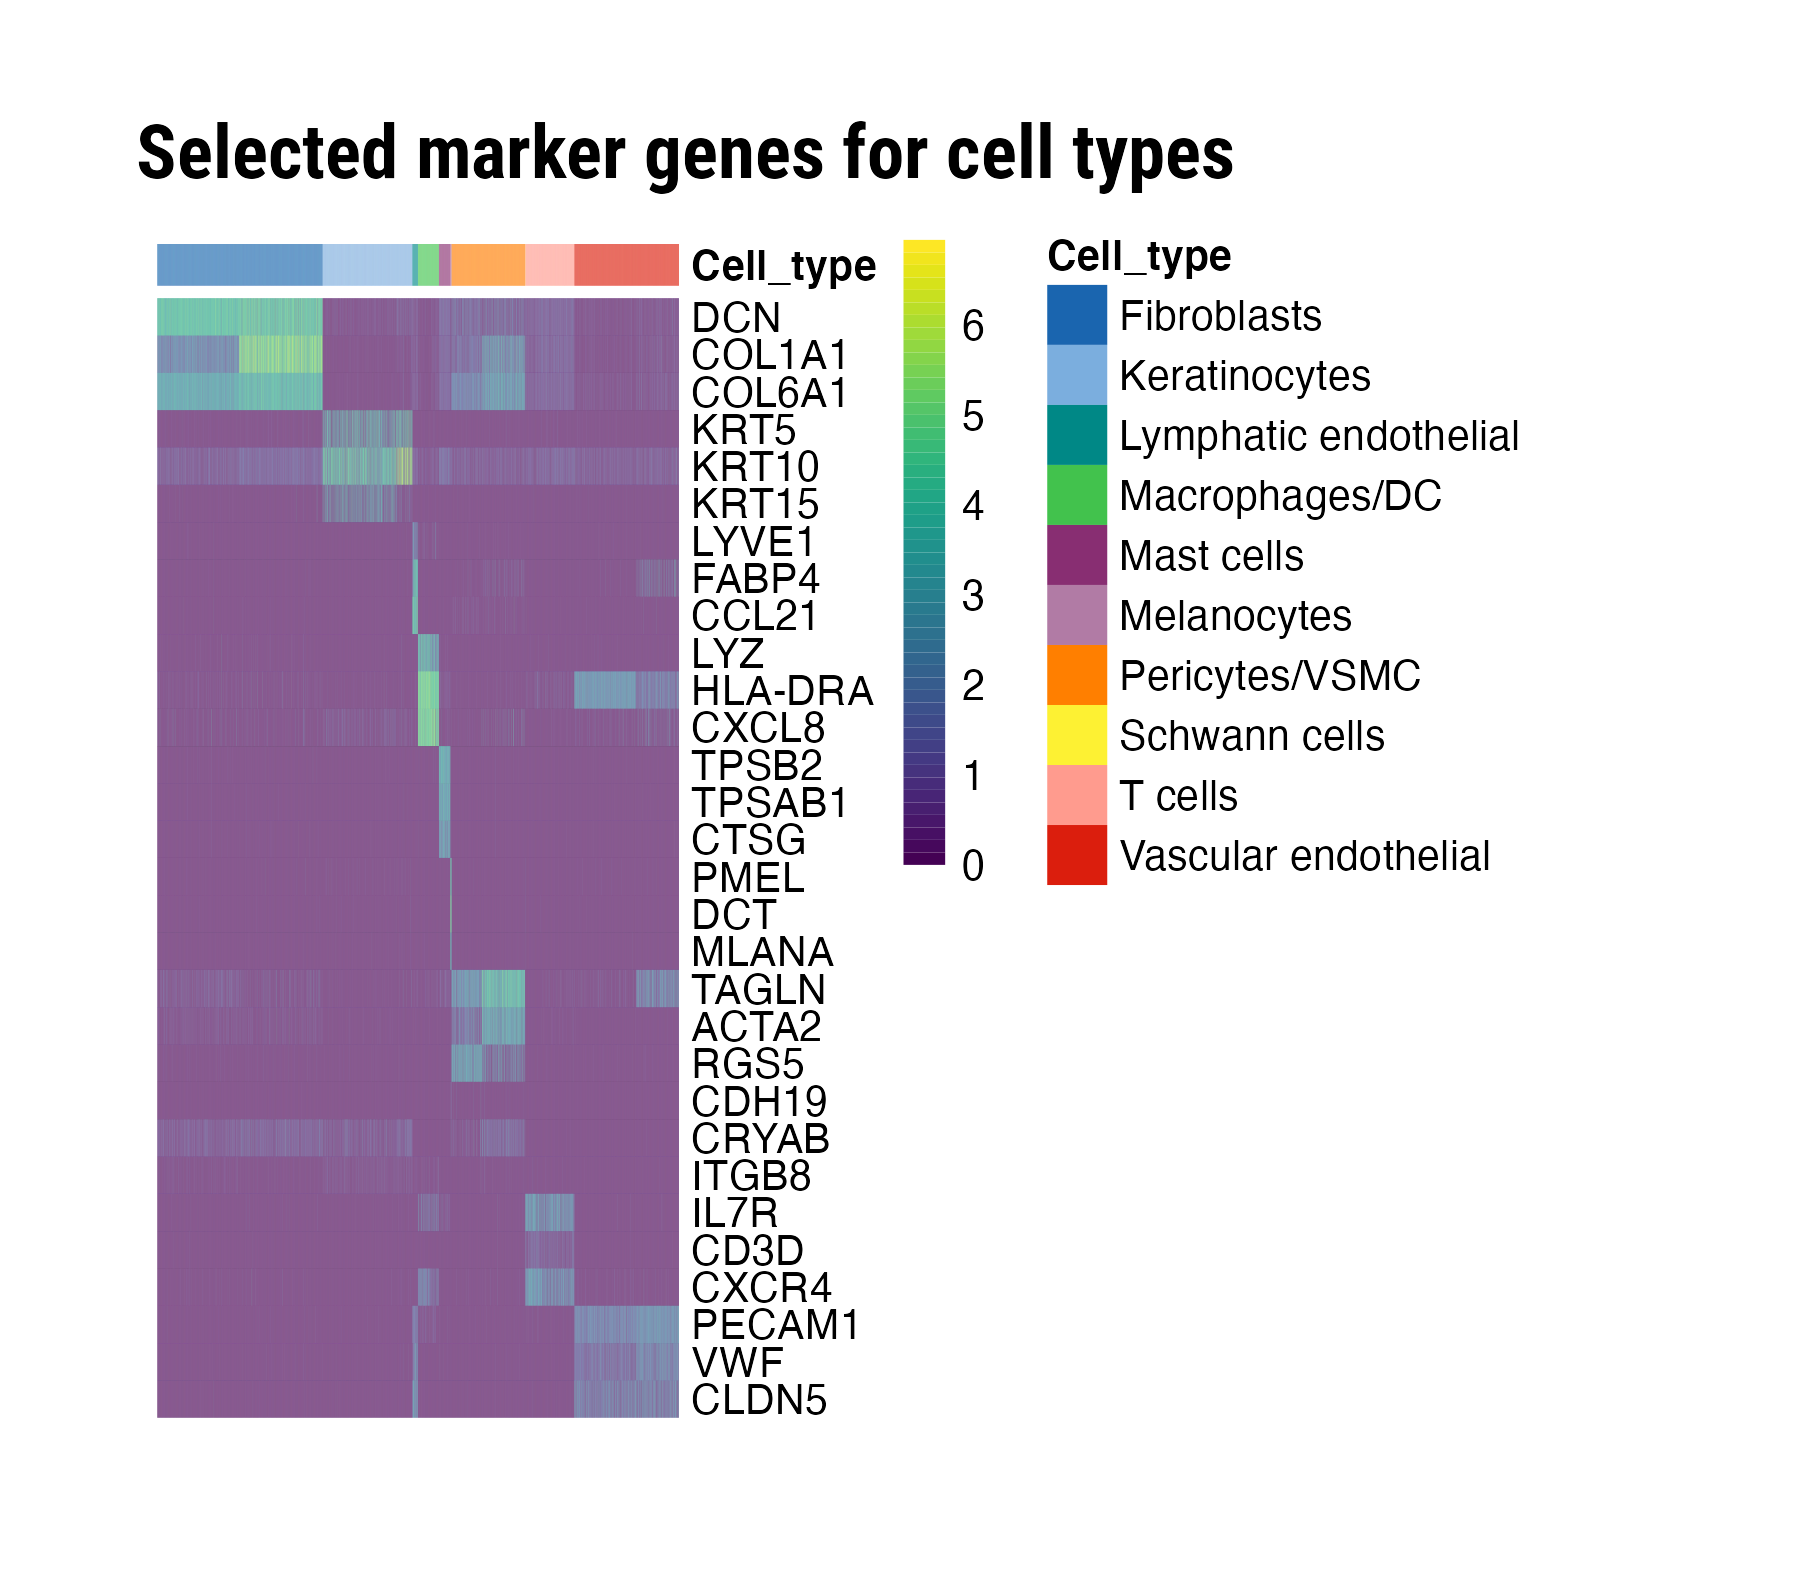 Selected marker genes for cell types
Cell_type
DCN
COL1A1
COL6A1
KRT5
KRT10
KRT15
LYVE1
FABP4
CCL21
LYZ
HLA-DRA
CXCL8
TPSB2
TPSAB1
CTSG
PMEL
DCT
MLANA
TAGLN
ACTA2
RGS5
CDH19
CRYAB
ITGB8
IL7R
CD3D
CXCR4
PECAM1
VWF
CLDN5
6
5
4
3
2
1
0
Cell_type
Fibroblasts
Keratinocytes
Lymphatic endothelial
Macrophages/DC
Mast cells
Melanocytes
Pericytes/VSMC
Schwann cells
T cells
Vascular endothelial